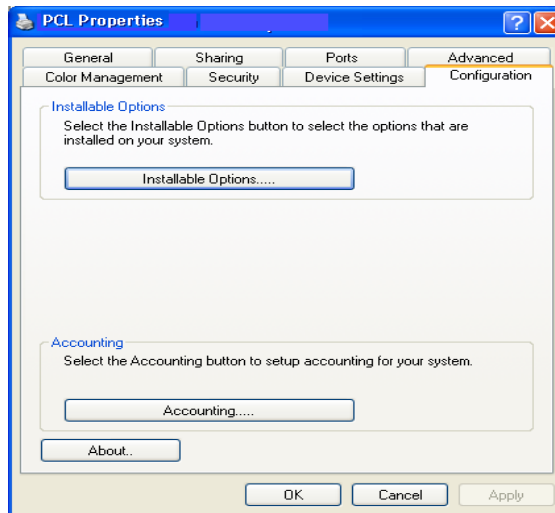 PCL Properties
General Sharing Ports Advanced
Color Management Security Device Settings Configuration
Installable Options
Select the Installable Options button to select the options that are
installed on your system.
Installable Options.....
Accounting
Select the Accounting button to setup accounting for your system.
Accounting.....
About..
OK Cancel Apply